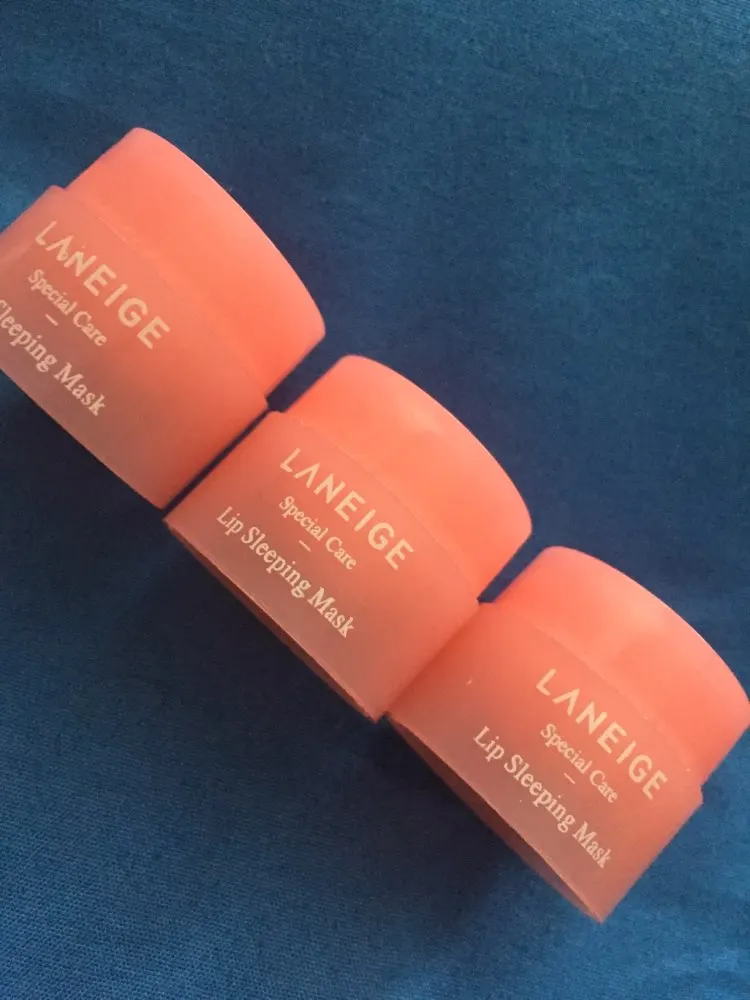 LANEIGE
Special Care
Sleeping Mask
LANEIGE
Special Care
Lip Sleeping Mask
LANEIGE
Special Care
Lip Sleeping Mask